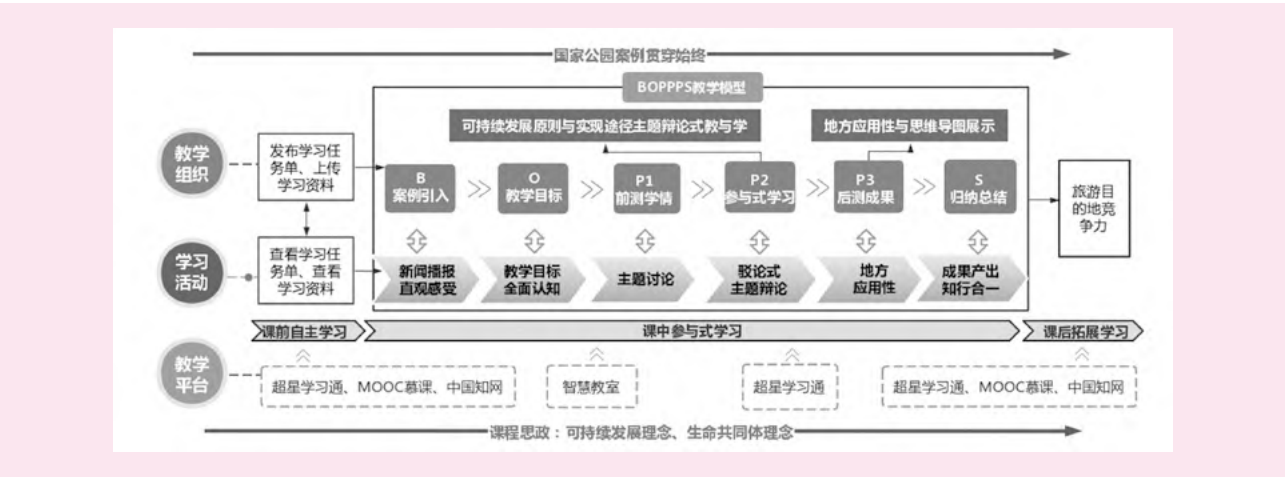 国家公园案例贯穿始终
BOPPPS教学模型
可持续发展原则与实现途径主题辩论式教与学
地方应用性与思维导图展示
教学
组织
发布学习任
务单、上传
学习资料
B
案例引入
O
教学目标
P1
前测学情
P2
参与式学习
P3
后测成果
S
归纳总结
旅游目
的地竞
争力
学习
活动
查看学习任
务单、查看
学习资料
新闻播报
直观感受
教学目标
全面认知
主题讨论
驳论式
主题辩论
地方
应用性
成果产出
知行合一
课前自主学习
课中参与式学习
课后拓展学习
教学
平台
超星学习通、MOOC慕课、中国知网
智慧教室
超星学习通
超星学习通、MOOC慕课、中国知网
课程思政：可持续发展理念、生命共同体理念